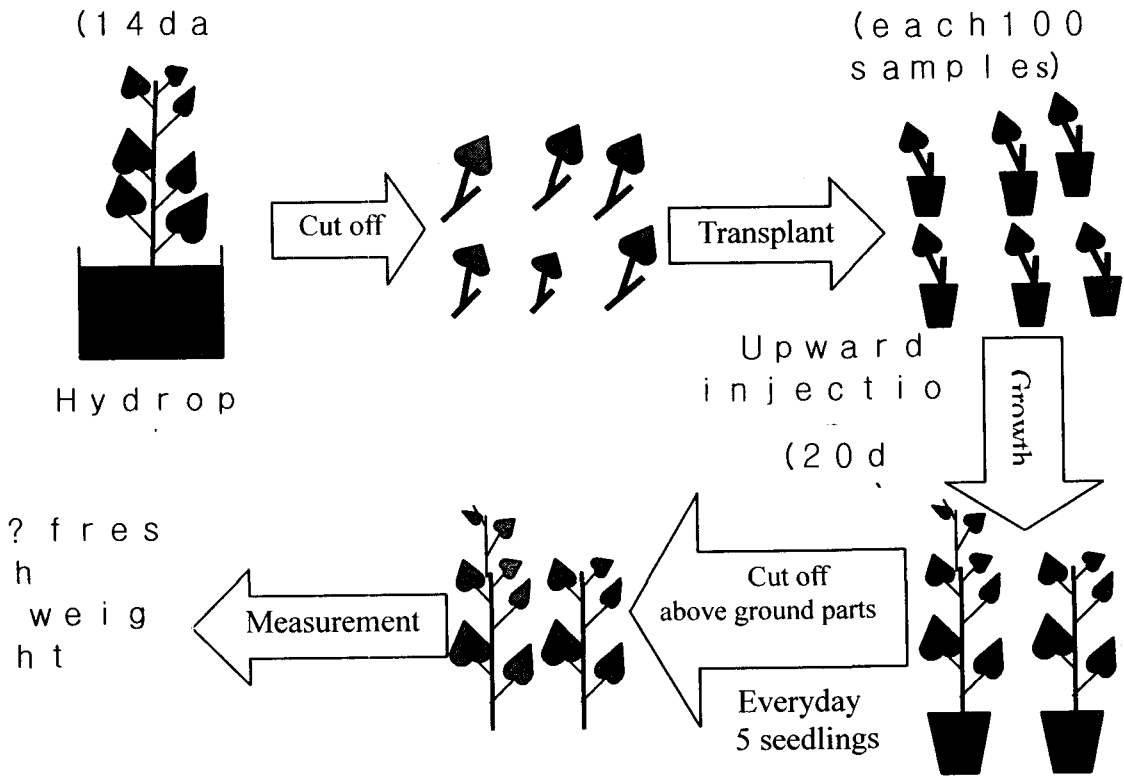 (14da
(each100
samples)
Cut off
Transplant
Hydrop
Upward
injectio
Growth
(20d
Cut off
above ground parts
Everyday
5 seedlings
Measurement
? fres
h
weig
ht